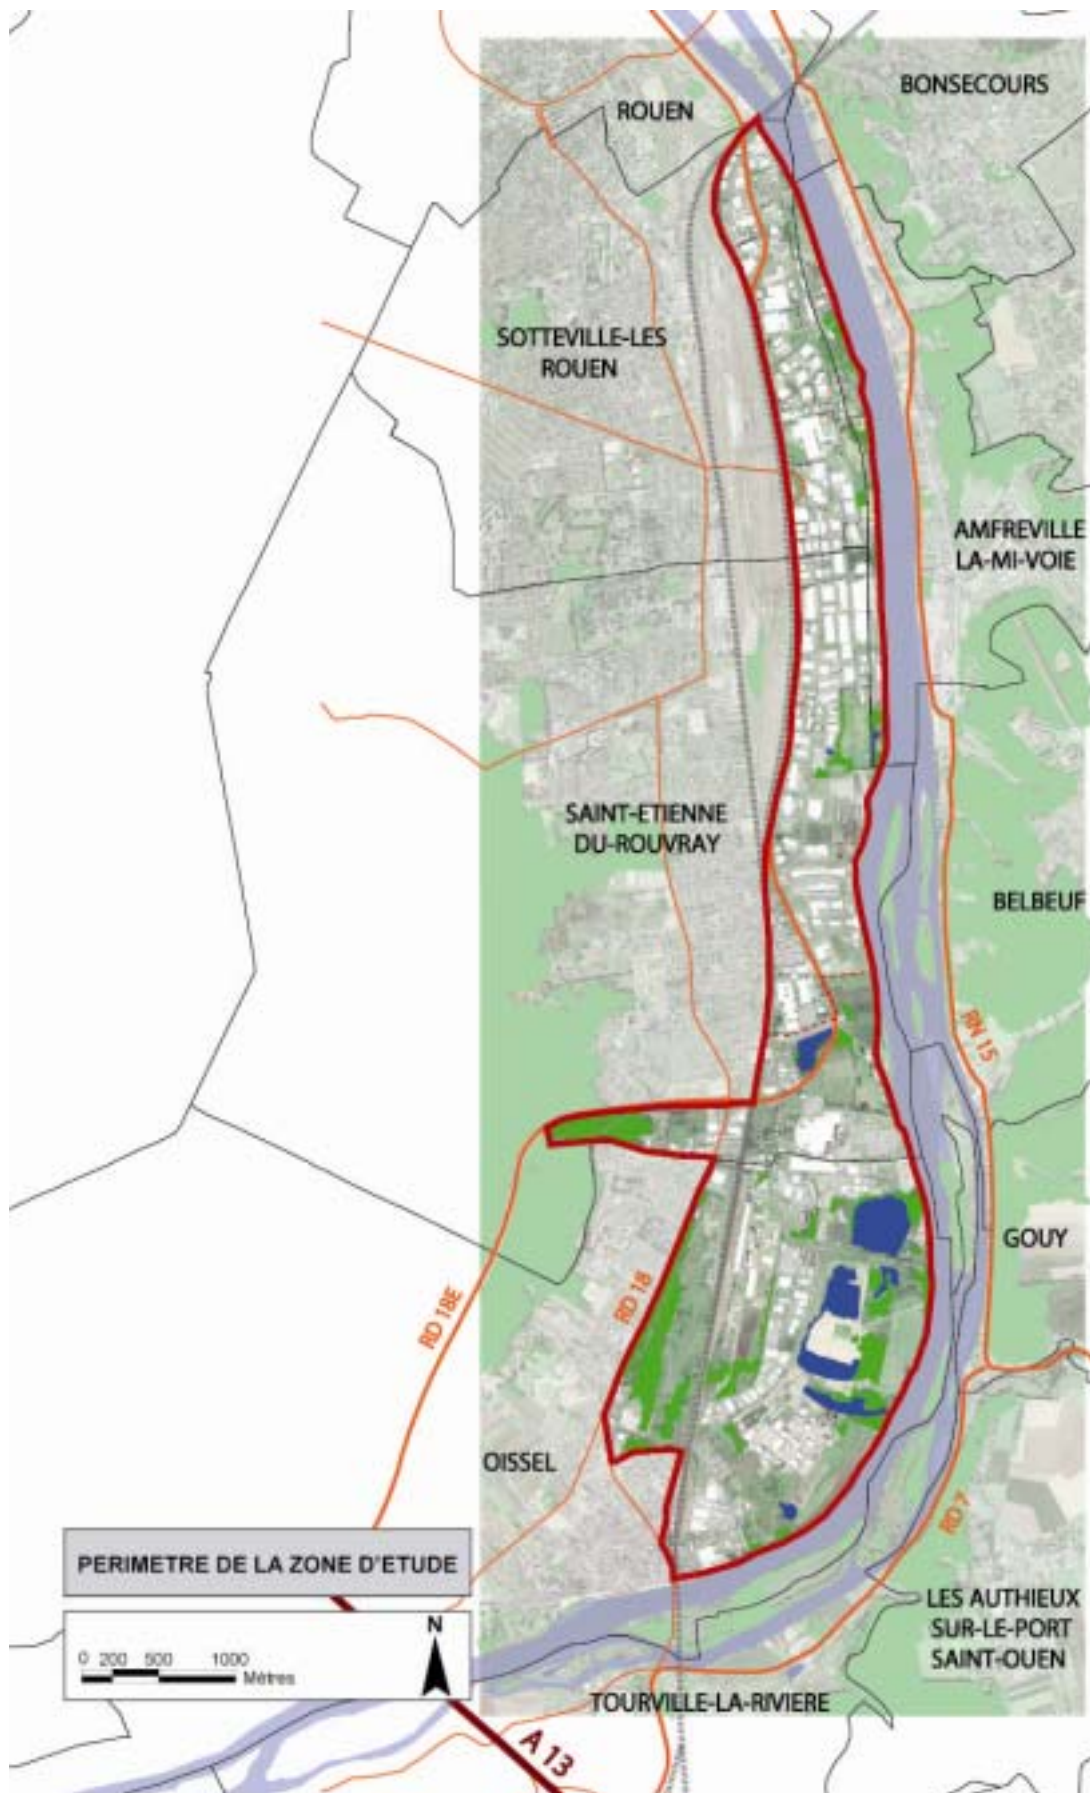 BONSECOURS
ROUEN
SOTTEVILLE-LES
ROUEN
AMFREVILLE
LA-MI-VOIE
SAINT-ETIENNE
DU-ROUVRAY
BELBEUF
RN 15
GOUY
RD 18E
RD 18
OISSEL
RD 7
PERIMETRE DE LA ZONE D'ETUDE
LES AUTHIEUX
SUR-LE-PORT
SAINT-OUEN
N
0 200 500 1000
Mètres
TOURVILLE-LA-RIVIERE
A 13